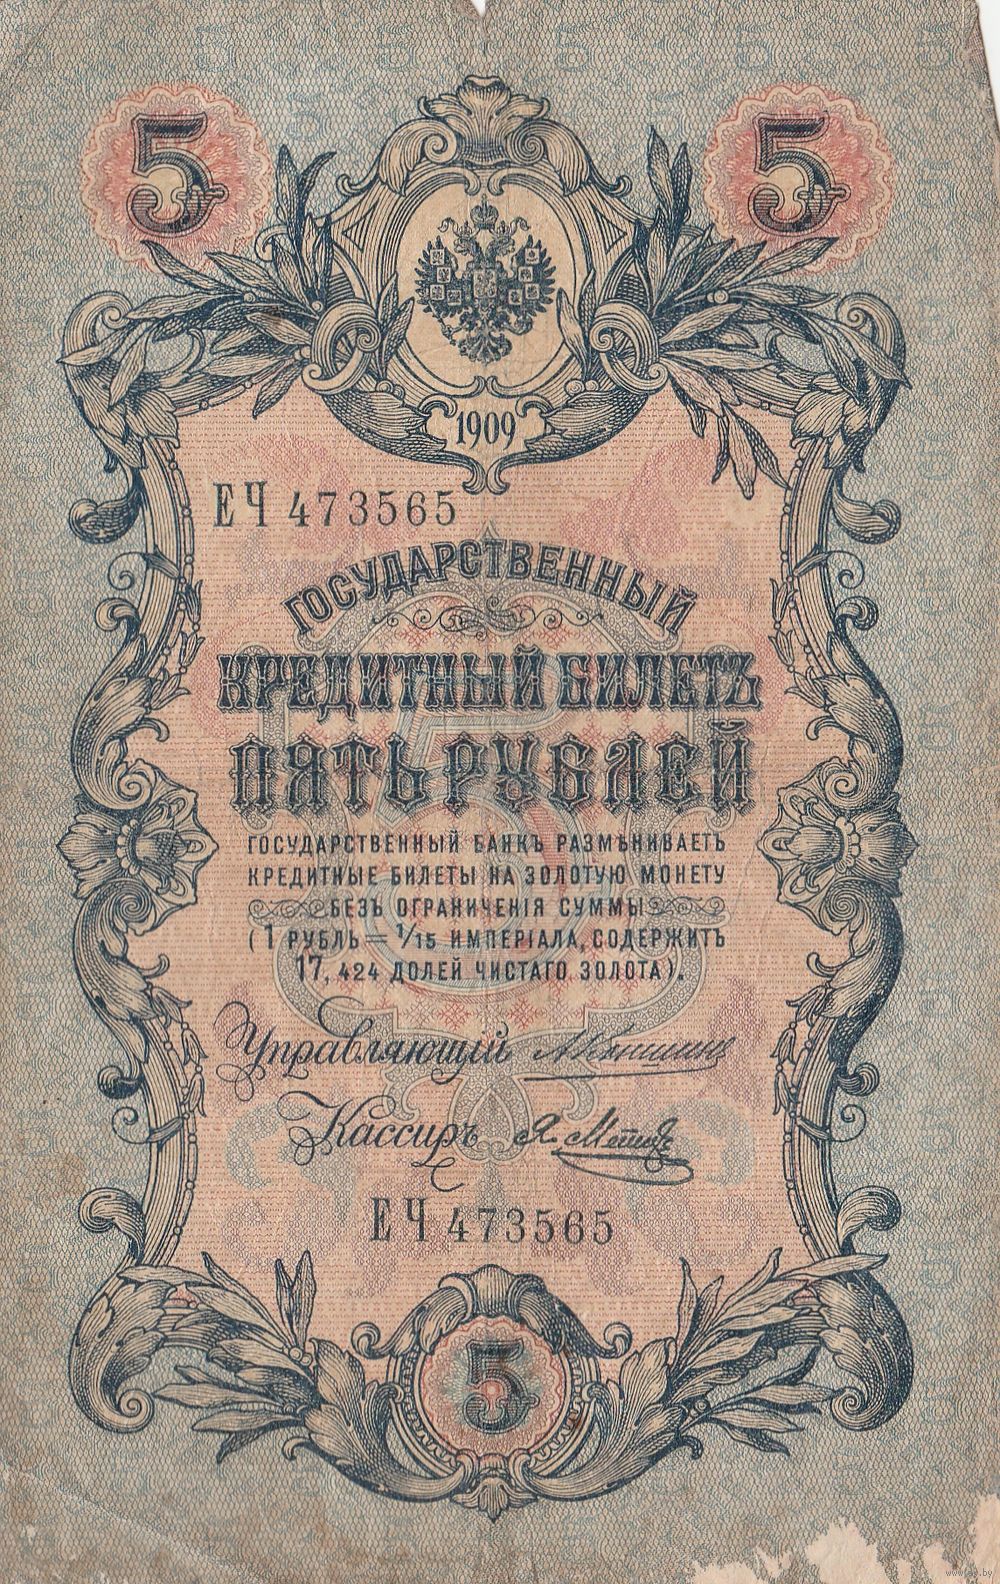 5 5
1909
ЕЧ 473565
ГОСУДАРСТВЕННЫЙ
КРЕДИТНЫЙ БИЛЕТЪ
ПЯТЬ РУБЛЕЙ
ГОСУДАРСТВЕННЫЙ БАНКЪ РАЗМѢНИВАЕТЪ
КРЕДИТНЫЕ БИЛЕТЫ НА ЗОЛОТУЮ МОНЕТУ
БЕЗЪ ОГРАНИЧЕНІЯ СУММЫ
(1 РУБЛЬ = 1/15 ИМПЕРІАЛА, СОДЕРЖИТЪ
17,424 ДОЛЕЙ ЧИСТАГО ЗОЛОТА).
Управляющій АКоншинъ
Кассиръ Я.
ЕЧ 473565
5